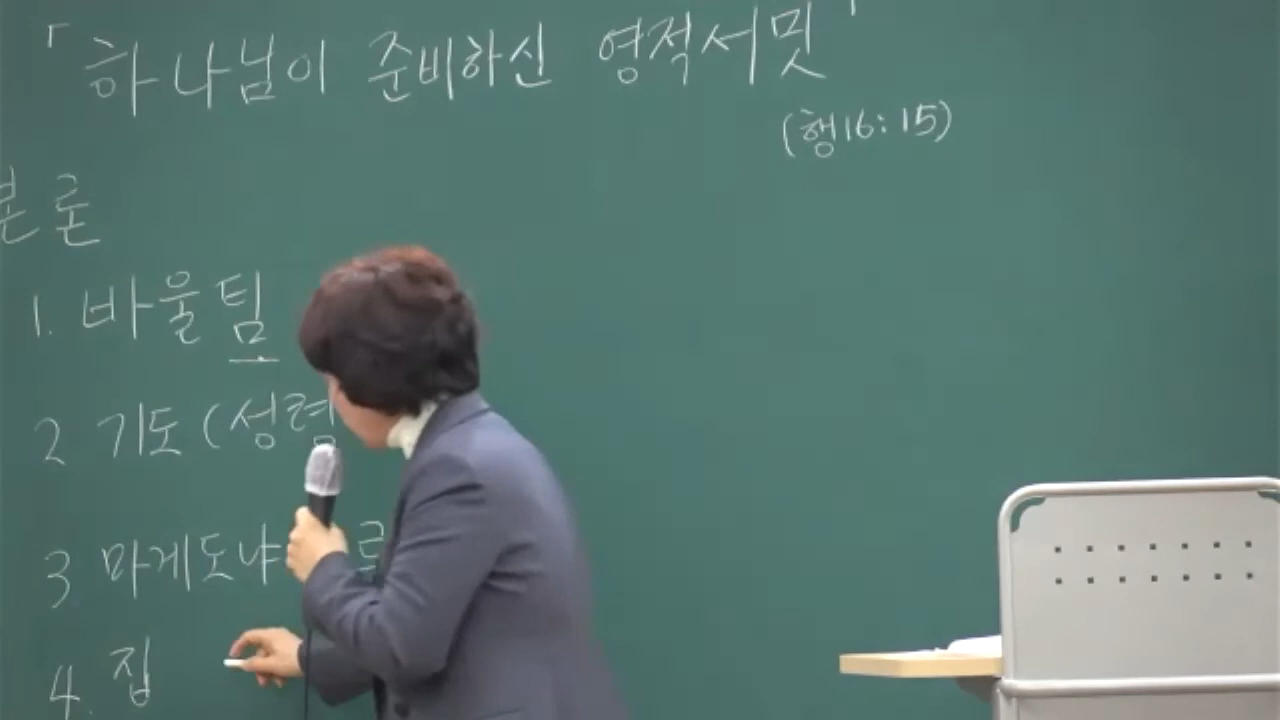 「하나님이 준비하신 영적서밋」
(행16:15)
본론
1. 바울팀
2 기도(성령
3 마게도냐
4. 집